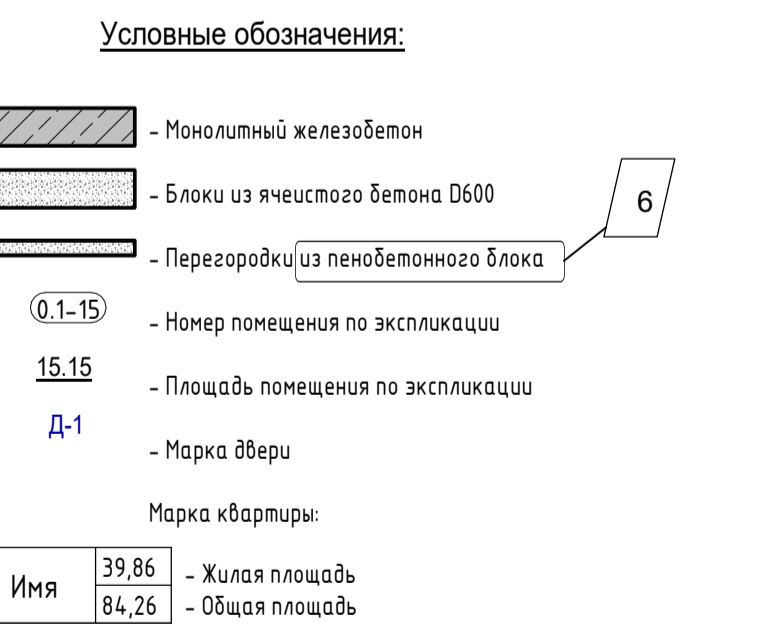 Условные обозначения:
- Монолитный железобетон
- Блоки из ячеистого бетона D600
- Перегородки из пенобетонного блока
6
0.1-15 - Номер помещения по экспликации
15.15 - Площадь помещения по экспликации
Д-1 - Марка двери
Марка квартиры:
Имя 39,86 - Жилая площадь
84,26 - Общая площадь